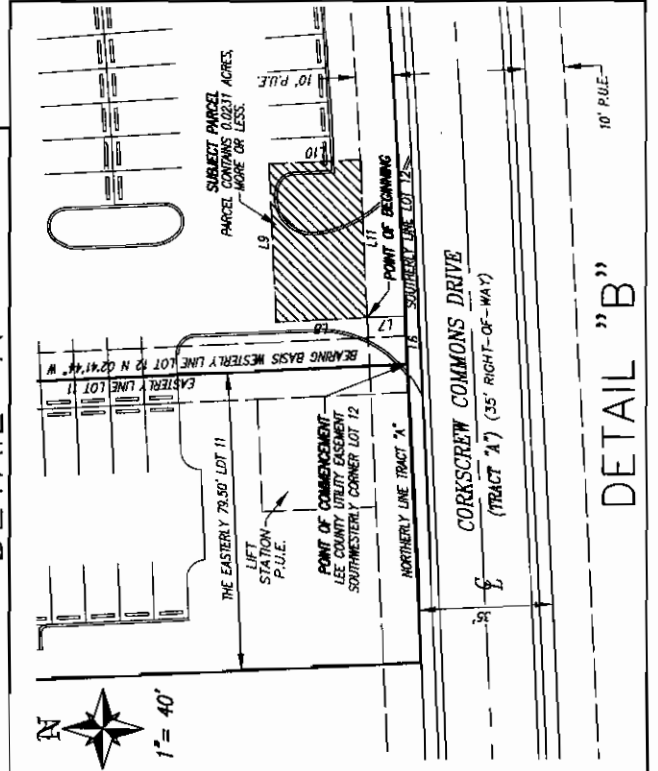 N
1"= 40'
THE EASTERLY 79.50' LOT 11
LIFT
STATION
P.U.E.
EASTERLY LINE LOT 11
BEARING BASIS WESTERLY LINE LOT 12 N 02°41'44" W
POINT OF COMMENCEMENT
LEE COUNTY UTILITY EASEMENT
SOUTHWESTERLY CORNER LOT 12
NORTHERLY LINE TRACT "A"
SUBJECT PARCEL
PARCEL CONTAINS 0.0231 ACRES,
MORE OR LESS.
10' P.U.E.
L10
L9
L11
L8
L7
L6
POINT OF BEGINNING
SOUTHERLY LINE LOT 12
CORKSCREW COMMONS DRIVE
(TRACT "A") (35' RIGHT-OF-WAY)
35'
10' P.U.E.
DETAIL "B"